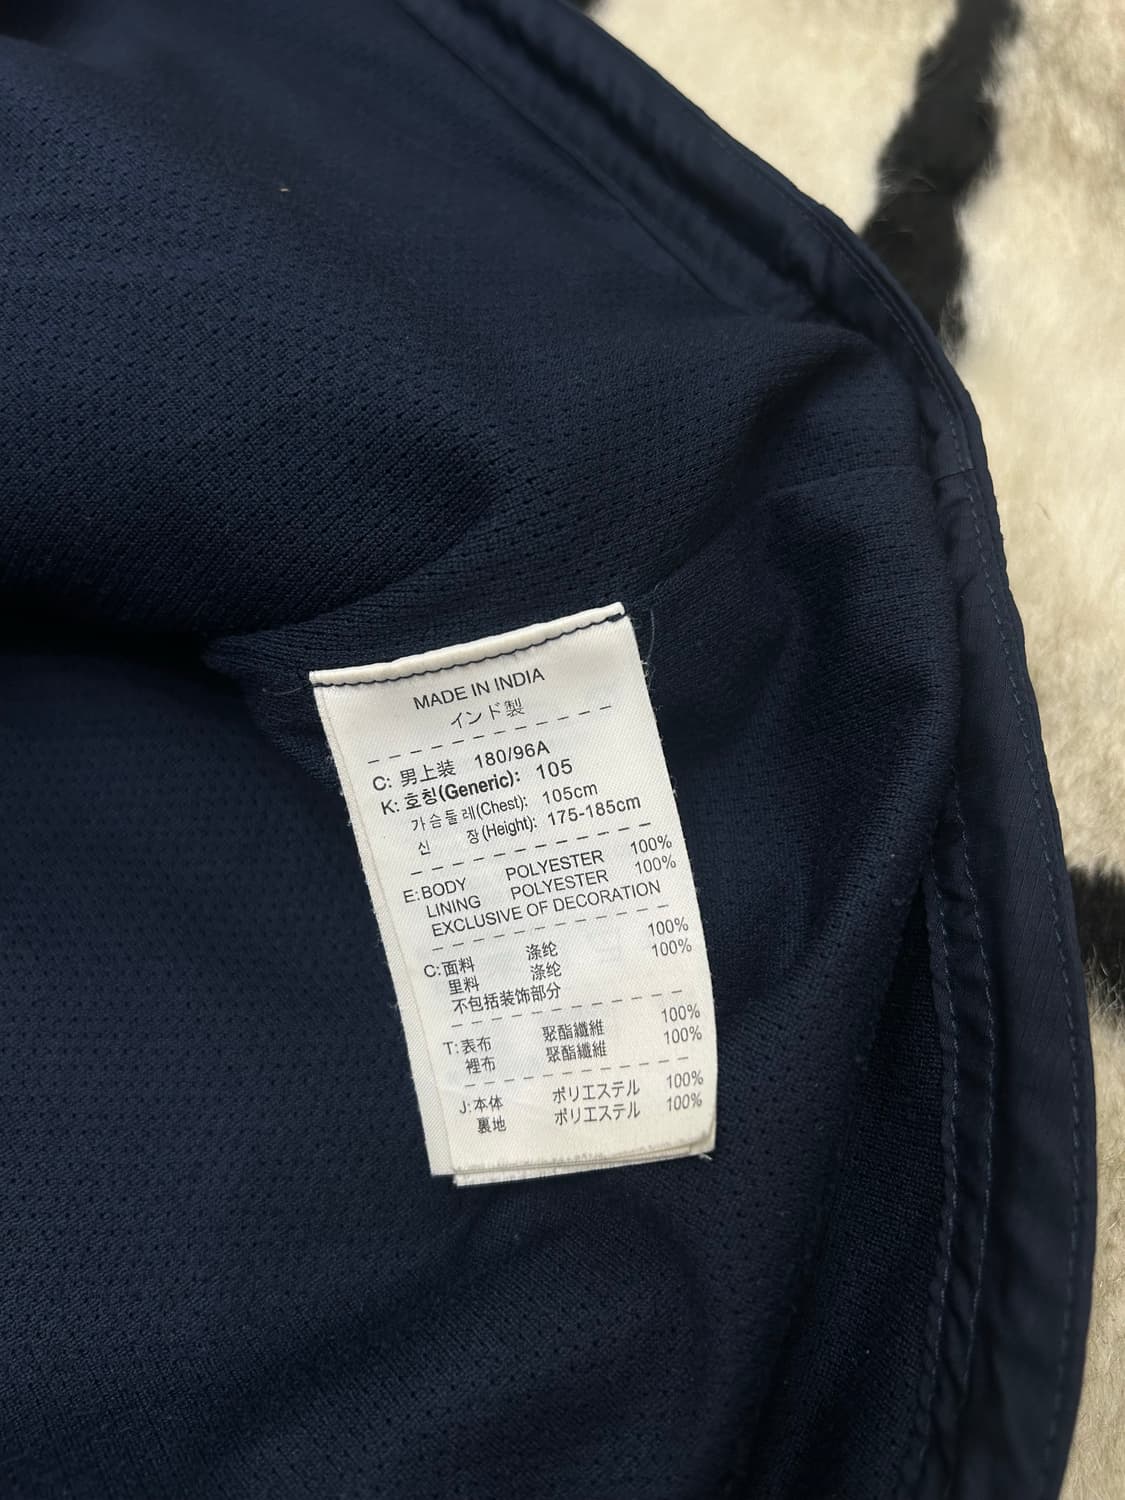 MADE IN INDIA
インド製
C: 男上装 180/96A
K: 호칭(Generic): 105
가슴둘레(Chest): 105cm
신 장(Height): 175-185cm
E: BODY POLYESTER 100%
LINING POLYESTER 100%
EXCLUSIVE OF DECORATION
C: 面料 涤纶 100%
里料 涤纶 100%
不包括装饰部分
T: 表布 聚酯纖維 100%
裡布 聚酯纖維 100%
J: 本体 ポリエステル 100%
裏地 ポリエステル 100%